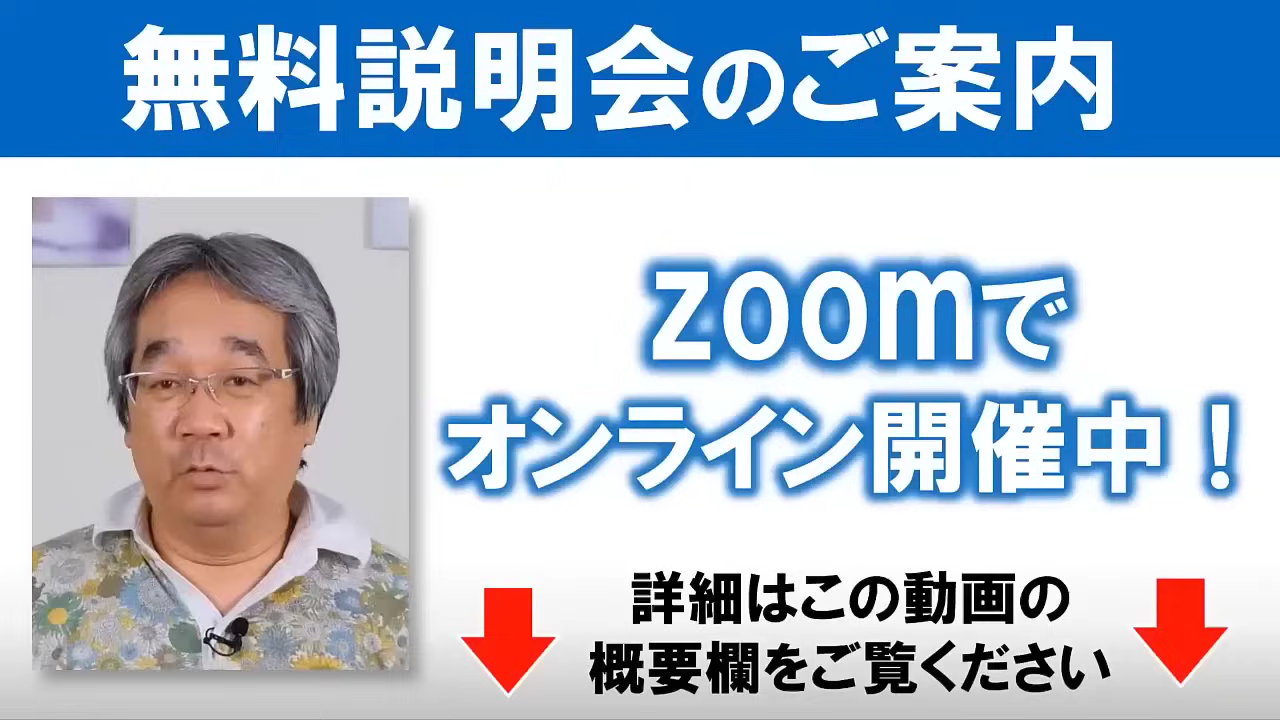 無料説明会のご案内
zoomで
オンライン開催中！
詳細はこの動画の
概要欄をご覧ください